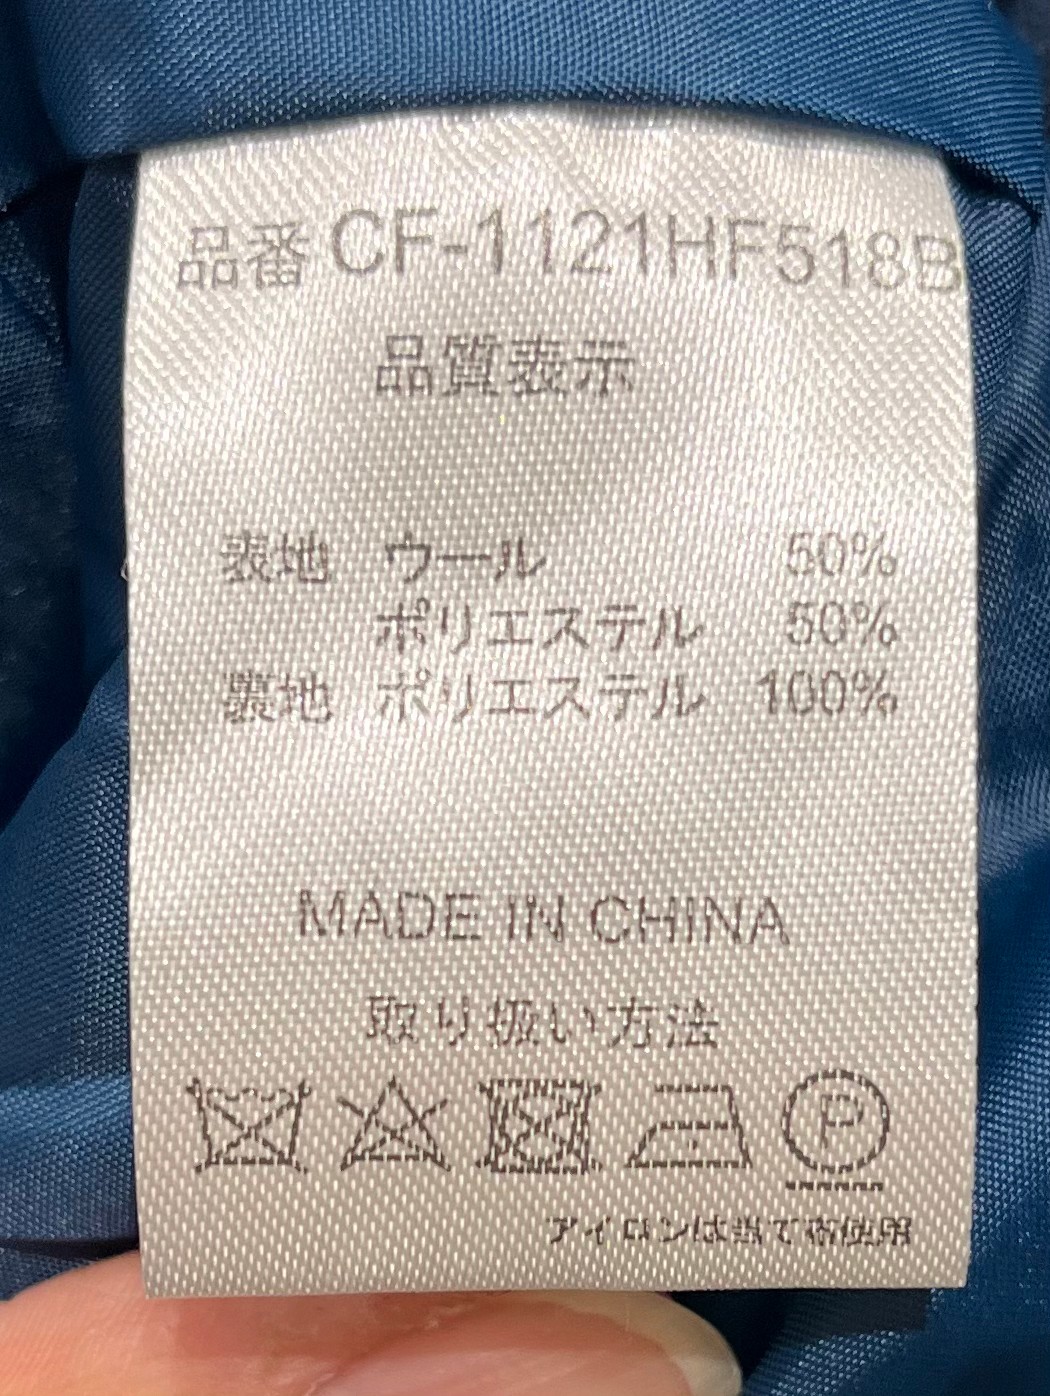 品番 CF-1121HF518B
品質表示
表地 ウール 50%
ポリエステル 50%
裏地 ポリエステル 100%
MADE IN CHINA
取り扱い方法
P
アイロンは当て布使用